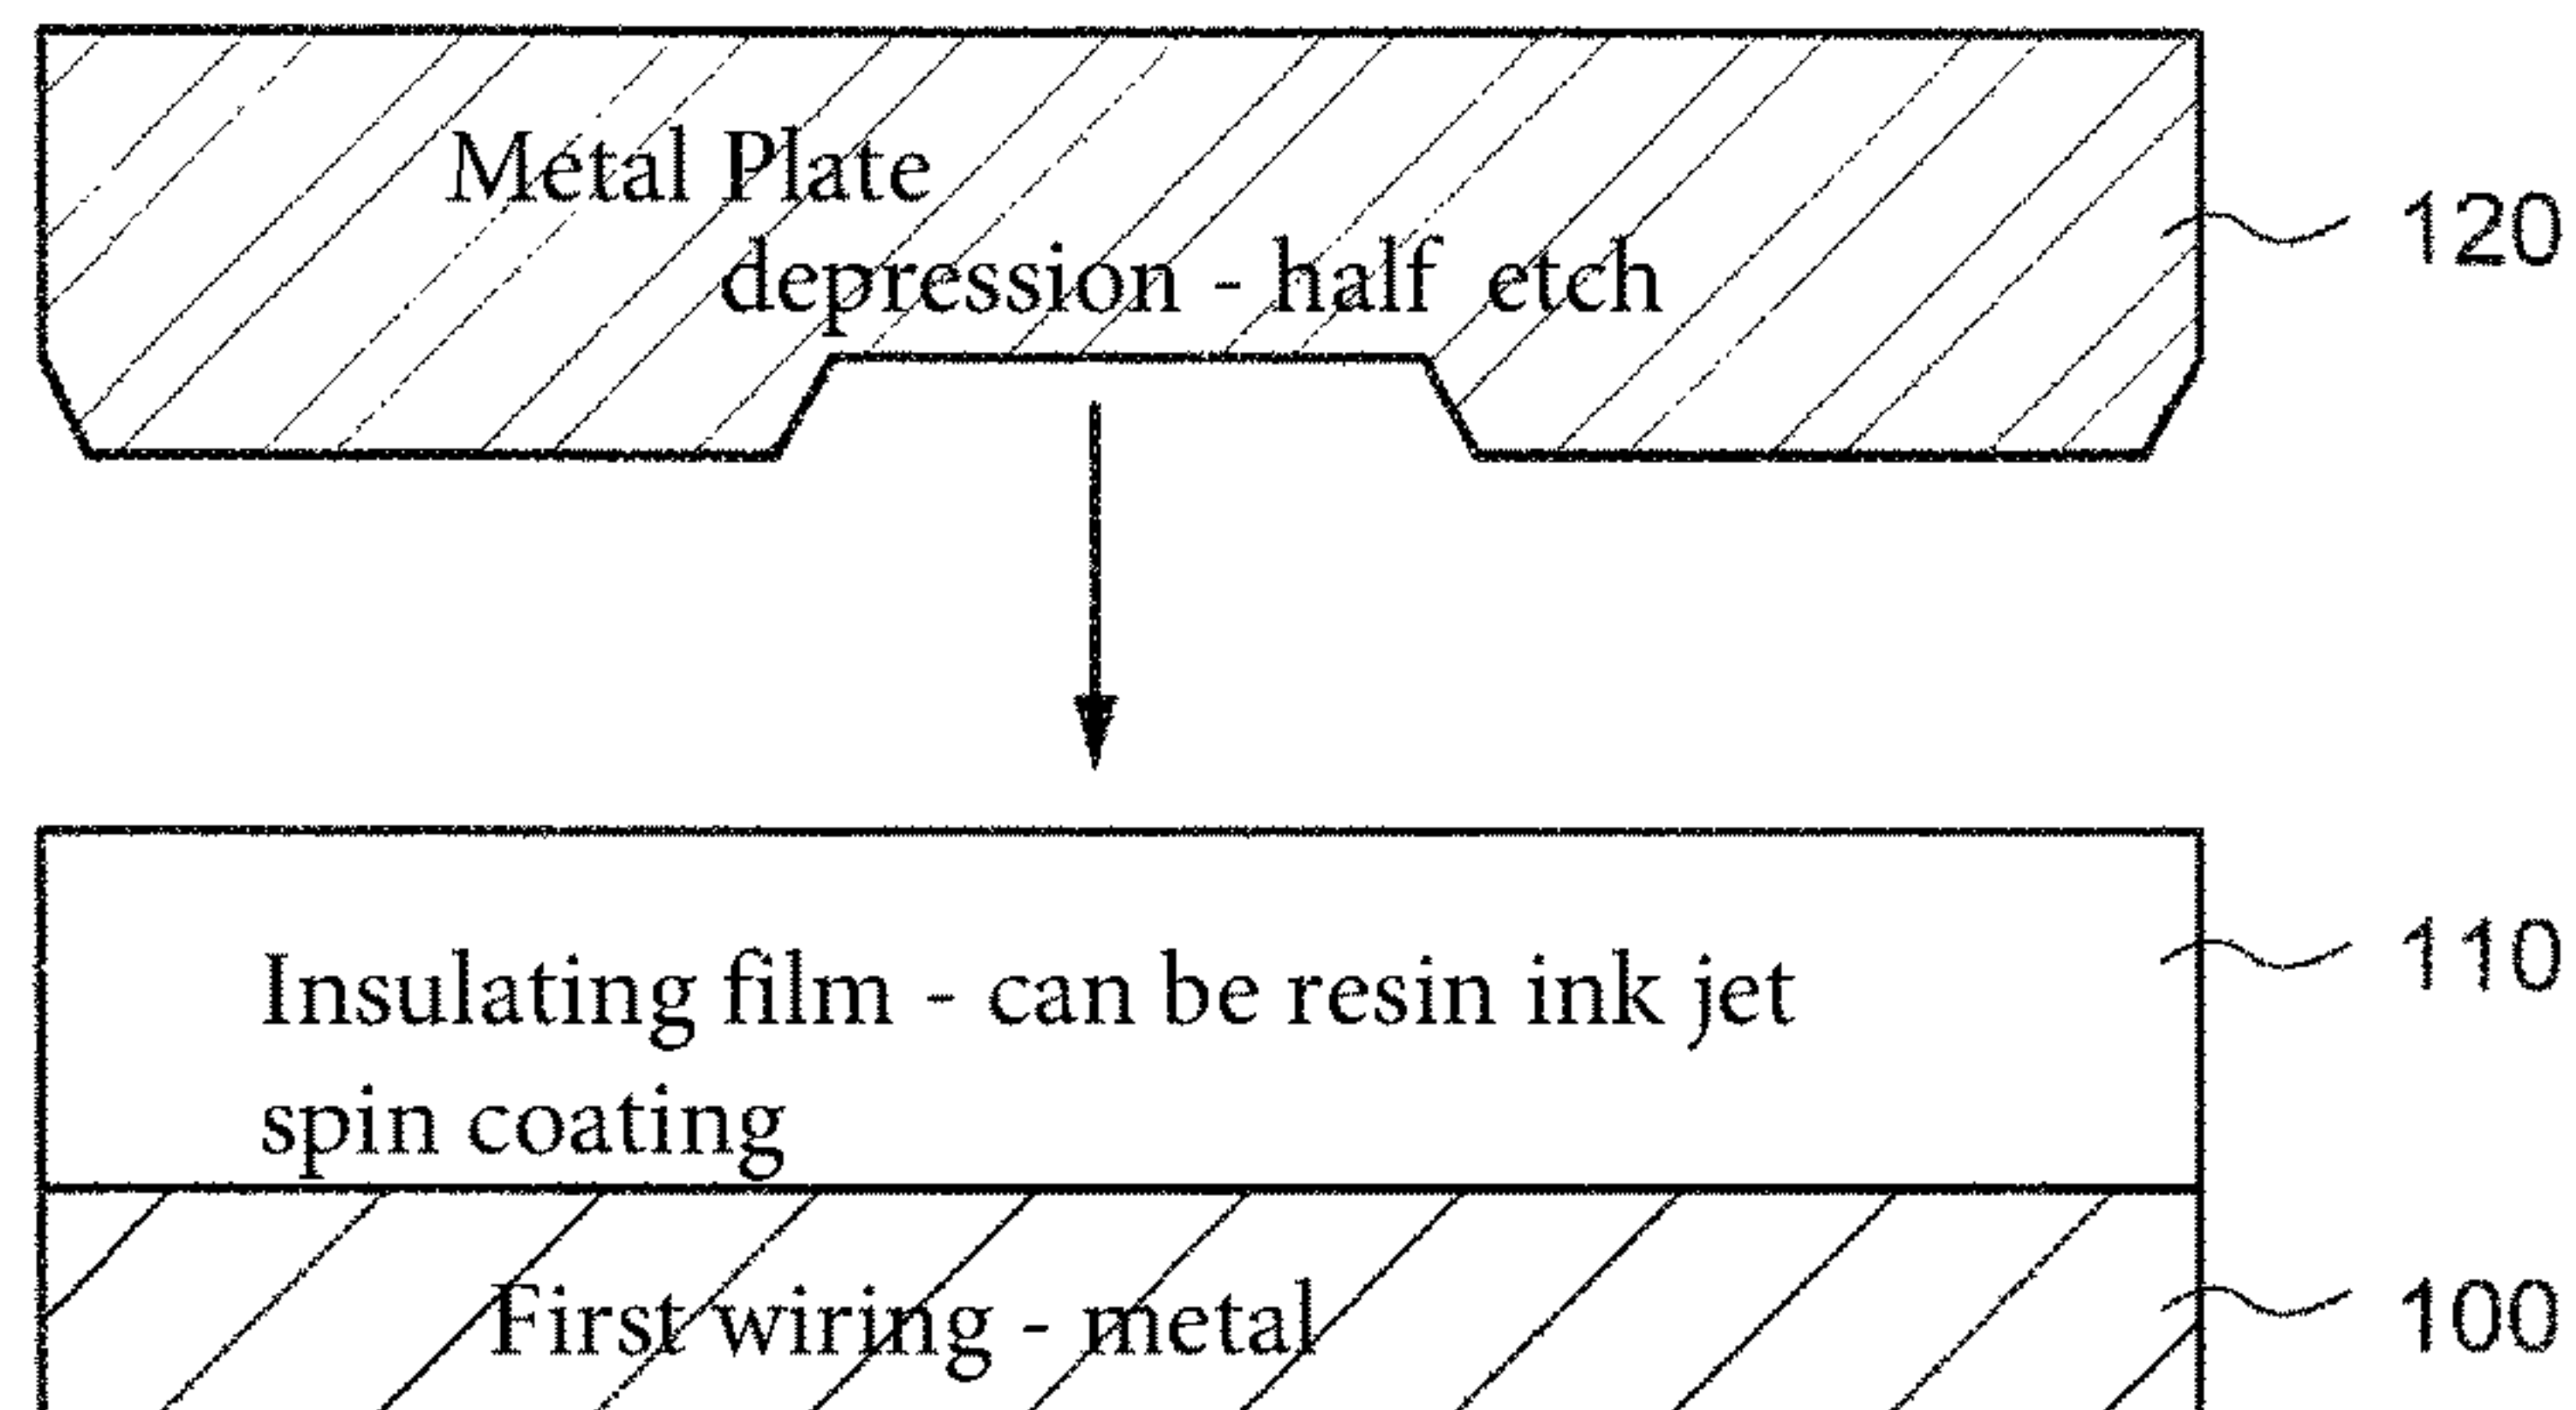 Metal Plate
120
depression - half etch
110
Insulating film - can be resin ink jet
spin coating
100
First wiring - metal